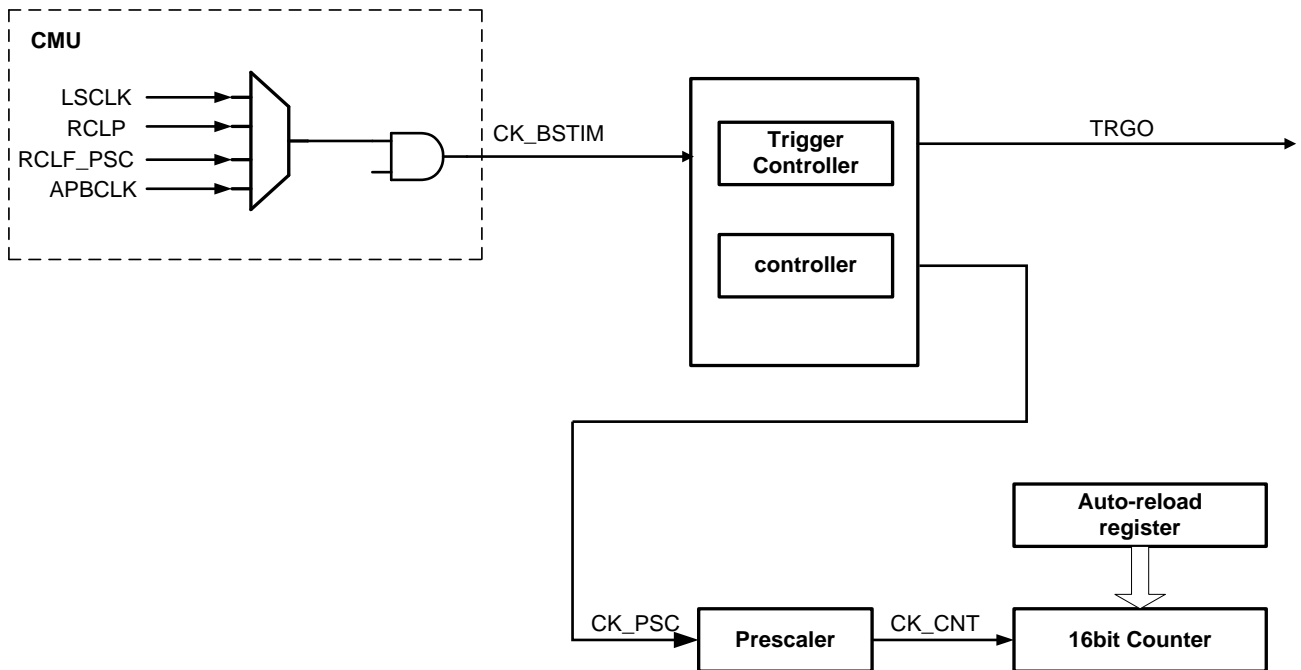 CMU
LSCLK
RCLP
RCLF_PSC
APBCLK
CK_BSTIM
Trigger
Controller
TRGO
controller
Auto-reload
register
CK_PSC
Prescaler
CK_CNT
16bit Counter